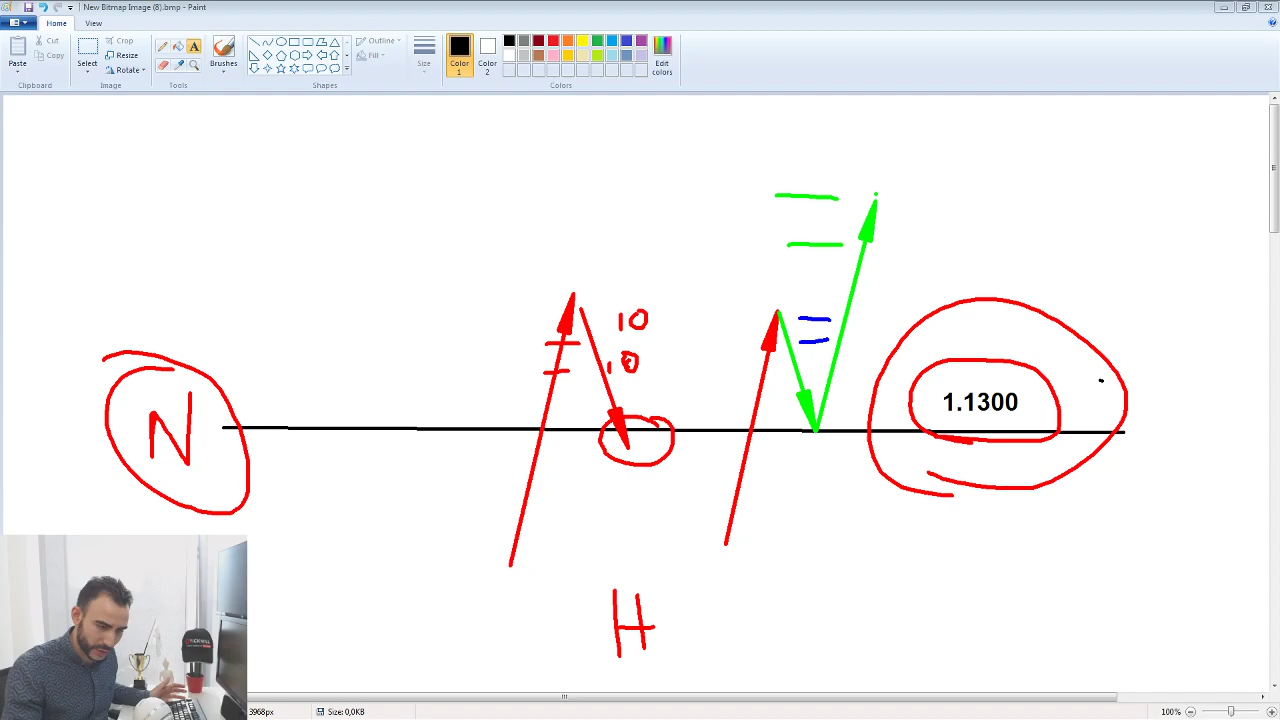 New Bitmap Image (8).bmp - Paint
Home
View
Paste
Cut
Copy
Clipboard
Select
Crop
Resize
Rotate
Image
A
Tools
Brushes
Outline
Fill
Shapes
Size
Color
1
Color
2
Edit
colors
Colors
10
10
1.1300
N
H
3968px
Size: 0,0KB
100%